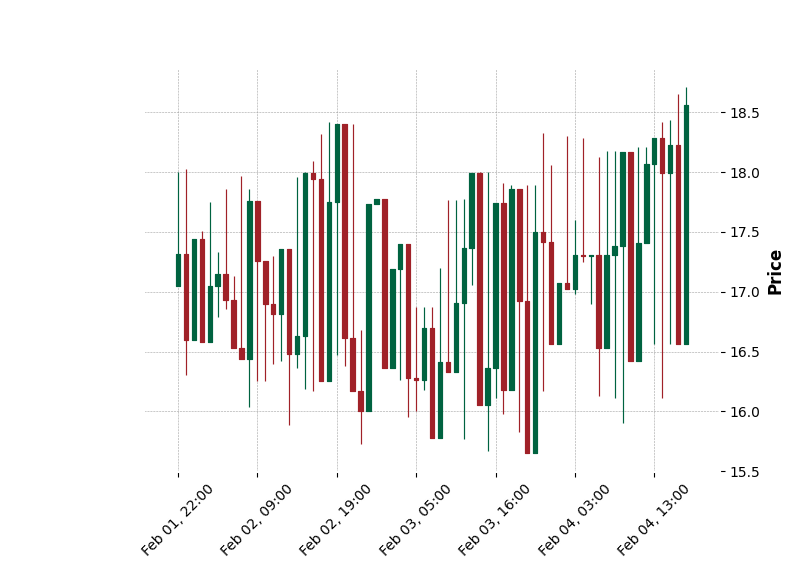 18.5
18.0
17.5
17.0
16.5
16.0
15.5
Price
Feb 01, 22:00
Feb 02, 09:00
Feb 02, 19:00
Feb 03, 05:00
Feb 03, 16:00
Feb 04, 03:00
Feb 04, 13:00